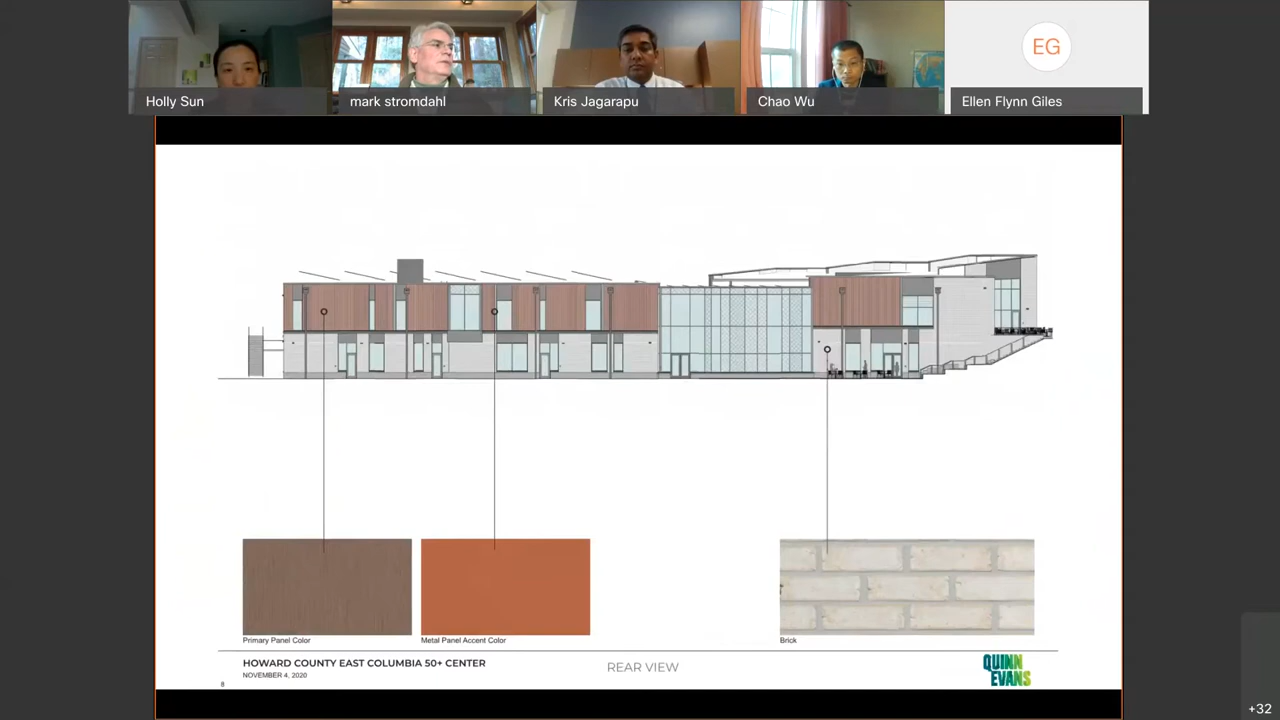 Holly Sun
mark stromdahl
Kris Jagarapu
Chao Wu
EG
Ellen Flynn Giles
Primary Panel Color
Metal Panel Accent Color
Brick
HOWARD COUNTY EAST COLUMBIA 50+ CENTER
NOVEMBER 4, 2020
REAR VIEW
QUINN
EVANS
8
+32